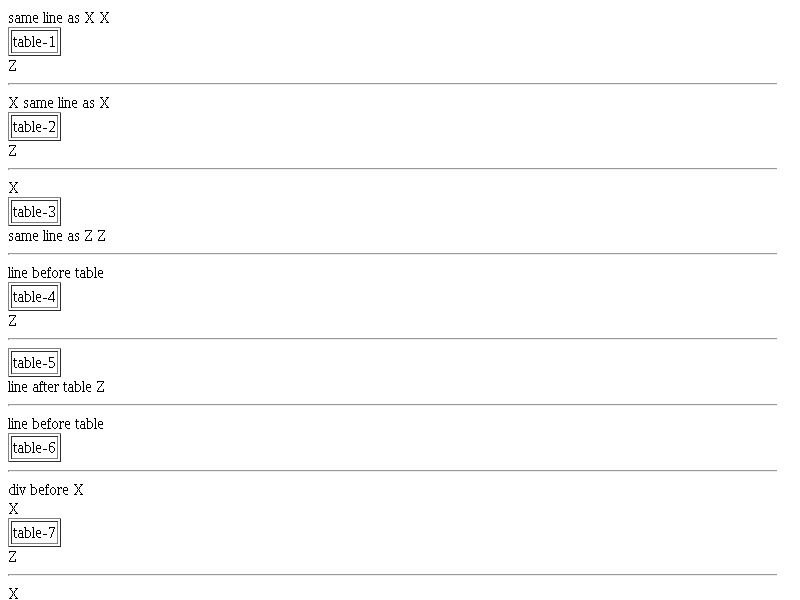 same line as X X
table-1
Z
X same line as X
table-2
Z
X
table-3
same line as Z Z
line before table
table-4
Z
table-5
line after table Z
line before table
table-6
div before X
X
table-7
Z
X